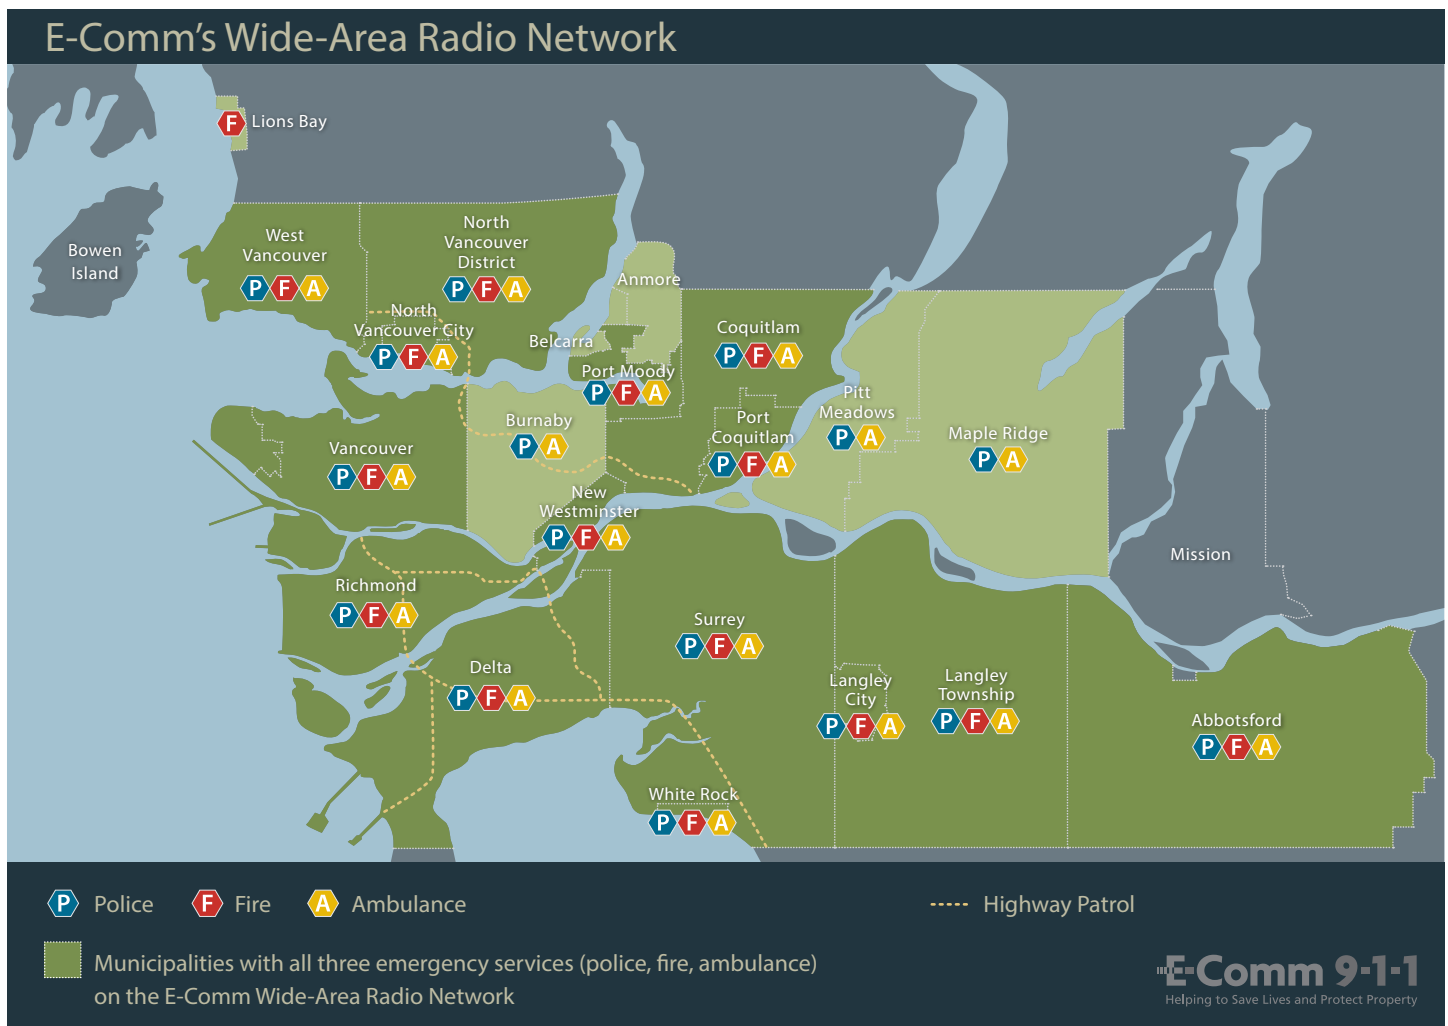 E-Comm’s Wide-Area Radio Network
F Lions Bay
Bowen
Island
West
Vancouver
P F A
North
Vancouver
District
P F A
North
Vancouver City
P F A
Anmore
Belcarra
Port Moody
P F A
Coquitlam
P F A
Port
Coquitlam
P F A
Pitt
Meadows
P A
Maple Ridge
P A
Burnaby
P A
Vancouver
P F A
New
Westminster
P F A
Mission
Richmond
P F A
Surrey
P F A
Delta
P F A
Langley
City
P F A
Langley
Township
P F A
Abbotsford
P F A
White Rock
P F A
P Police F Fire A Ambulance
Highway Patrol
Municipalities with all three emergency services (police, fire, ambulance)
on the E-Comm Wide-Area Radio Network
E-Comm 9-1-1
Helping to Save Lives and Protect Property